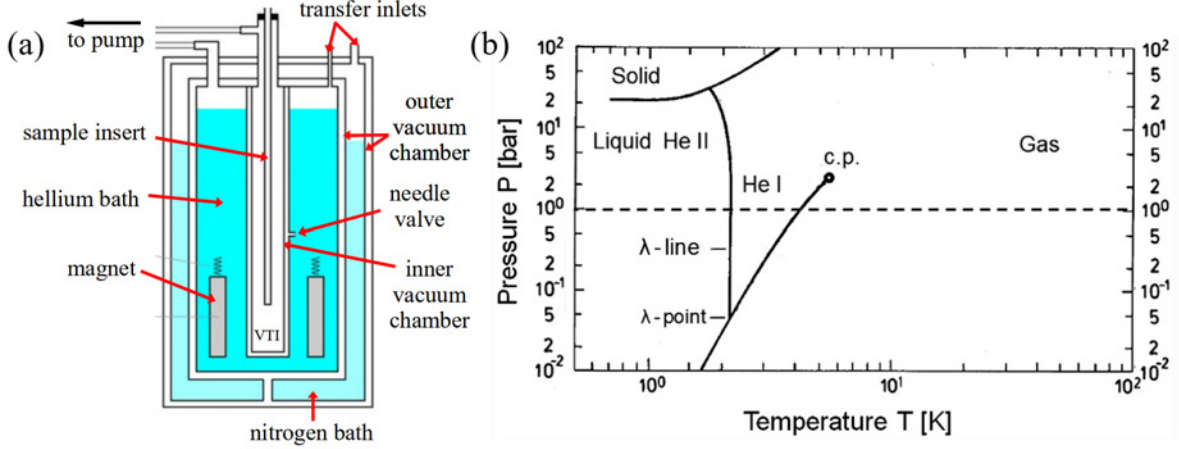 (a)
to pump
transfer inlets
sample insert
hellium bath
magnet
outer
vacuum
chamber
needle
valve
inner
vacuum
chamber
VTI
nitrogen bath
(b)
Pressure P [bar]
10²
5
2
10¹
5
2
10⁰
5
2
10⁻¹
5
2
10⁻²
Solid
Liquid He II
He I
c.p.
Gas
λ-line
λ-point
10²
5
2
10¹
5
2
10⁰
5
2
10⁻¹
5
2
10⁻²
10⁰
10¹
10²
Temperature T [K]